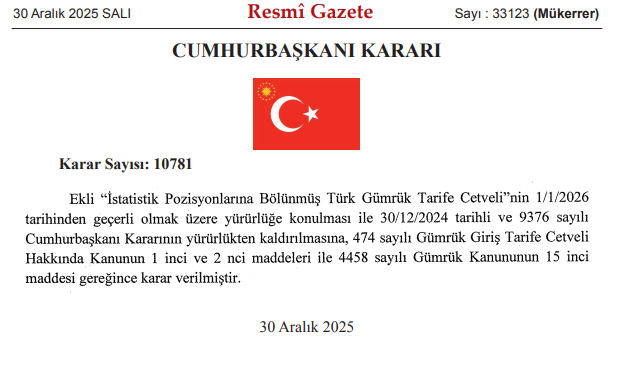 30 Aralık 2025 SALI Resmî Gazete Sayı : 33123 (Mükerrer)
CUMHURBAŞKANI KARARI
Karar Sayısı: 10781
Ekli “İstatistik Pozisyonlarına Bölünmüş Türk Gümrük Tarife Cetveli”nin 1/1/2026
tarihinden geçerli olmak üzere yürürlüğe konulması ile 30/12/2024 tarihli ve 9376 sayılı
Cumhurbaşkanı Kararının yürürlükten kaldırılmasına, 474 sayılı Gümrük Giriş Tarife Cetveli
Hakkında Kanunun 1 inci ve 2 nci maddeleri ile 4458 sayılı Gümrük Kanununun 15 inci
maddesi gereğince karar verilmiştir.
30 Aralık 2025